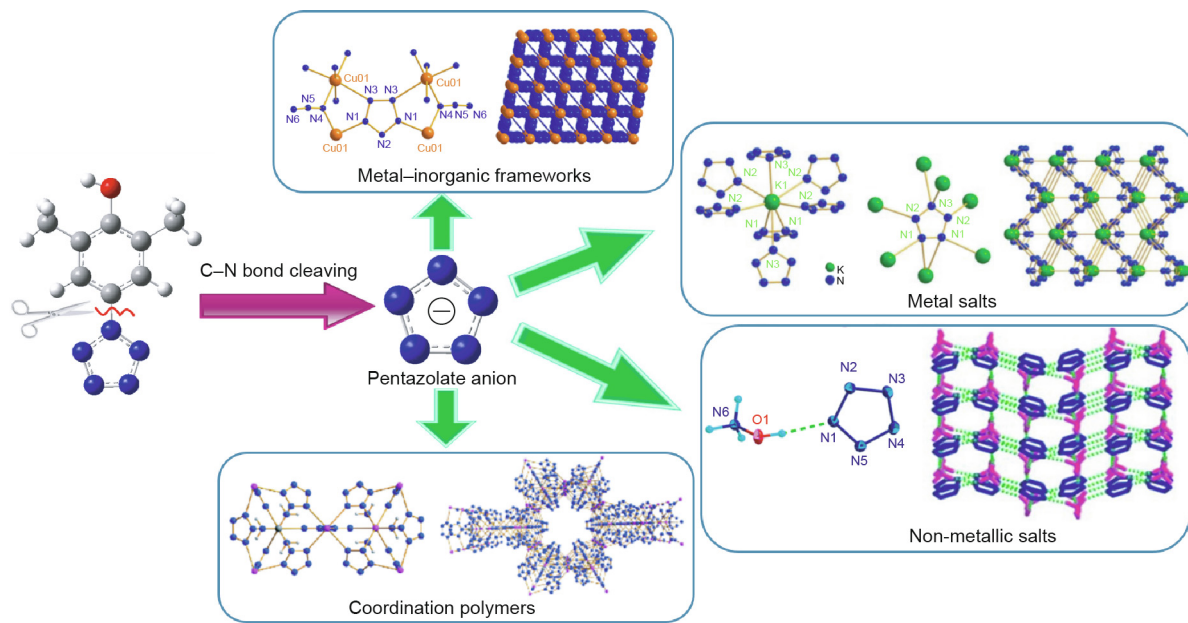 Cu01
Cu01
N3
N3
N5
N6
N4
N1
N1
N4
N5
N6
N2
Cu01
Cu01
Metal–inorganic frameworks
C–N bond cleaving
Pentazolate anion
N3
N2
N2
K1
N2
N2
N1
N1
N3
K
N
N3
N2
N2
N1
N1
Metal salts
N2
N3
N6
O1
N1
N4
N5
Non-metallic salts
Coordination polymers